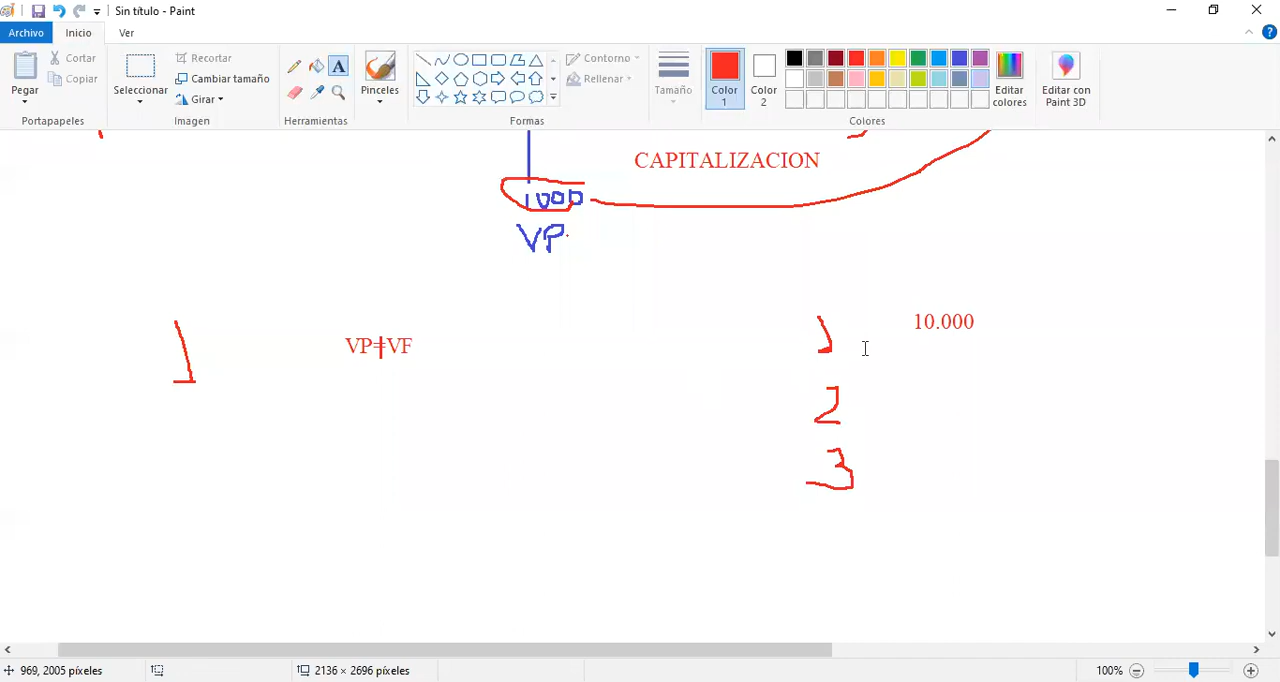 Sin título - Paint
Archivo Inicio Ver
Pegar
Cortar
Copiar
Portapapeles
Seleccionar
Recortar
Cambiar tamaño
Girar
Imagen
A
Herramientas
Pinceles
Contorno
Rellenar
Formas
Tamaño
Color 1
Color 2
Editar colores
Colores
Editar con Paint 3D
CAPITALIZACION
1000
VP
1
VP=VF
1 10.000
2
3
969, 2005 píxeles 2136 × 2696 píxeles 100%